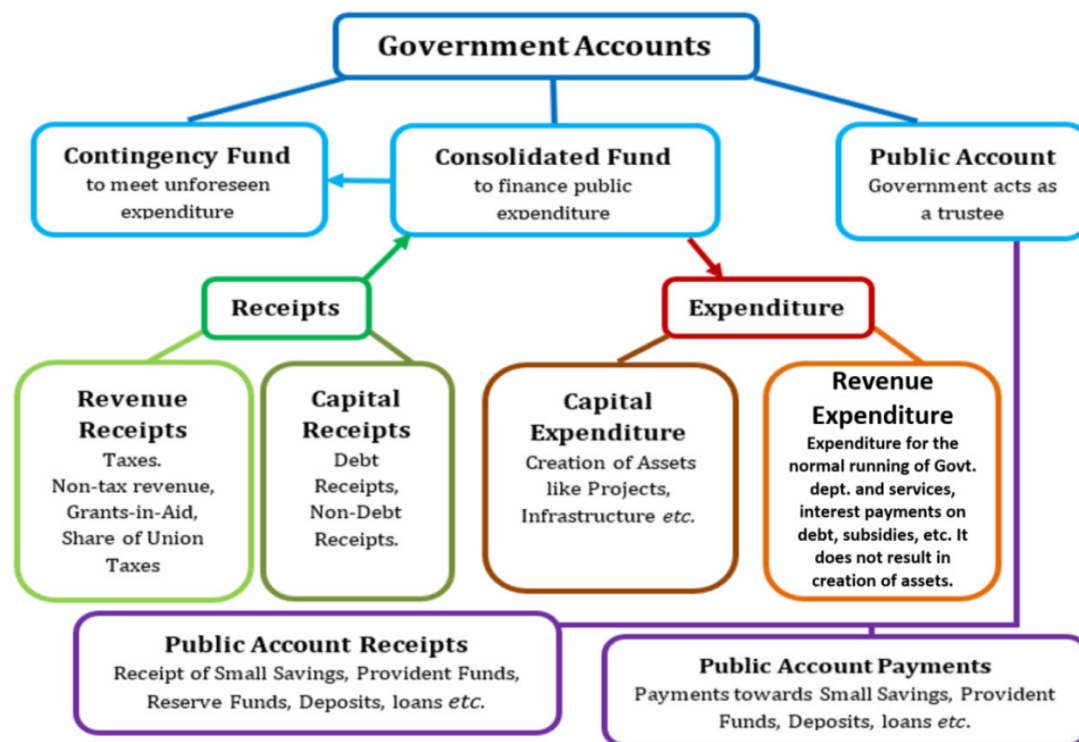 Government Accounts
Contingency Fund
to meet unforeseen
expenditure
Consolidated Fund
to finance public
expenditure
Public Account
Government acts as
a trustee
Receipts
Expenditure
Revenue
Receipts
Taxes.
Non-tax revenue,
Grants-in-Aid,
Share of Union
Taxes
Capital
Receipts
Debt
Receipts,
Non-Debt
Receipts.
Capital
Expenditure
Creation of Assets
like Projects,
Infrastructure etc.
Revenue
Expenditure
Expenditure for the
normal running of Govt.
dept. and services,
interest payments on
debt, subsidies, etc. It
does not result in
creation of assets.
Public Account Receipts
Receipt of Small Savings, Provident Funds,
Reserve Funds, Deposits, loans etc.
Public Account Payments
Payments towards Small Savings, Provident
Funds, Deposits, loans etc.